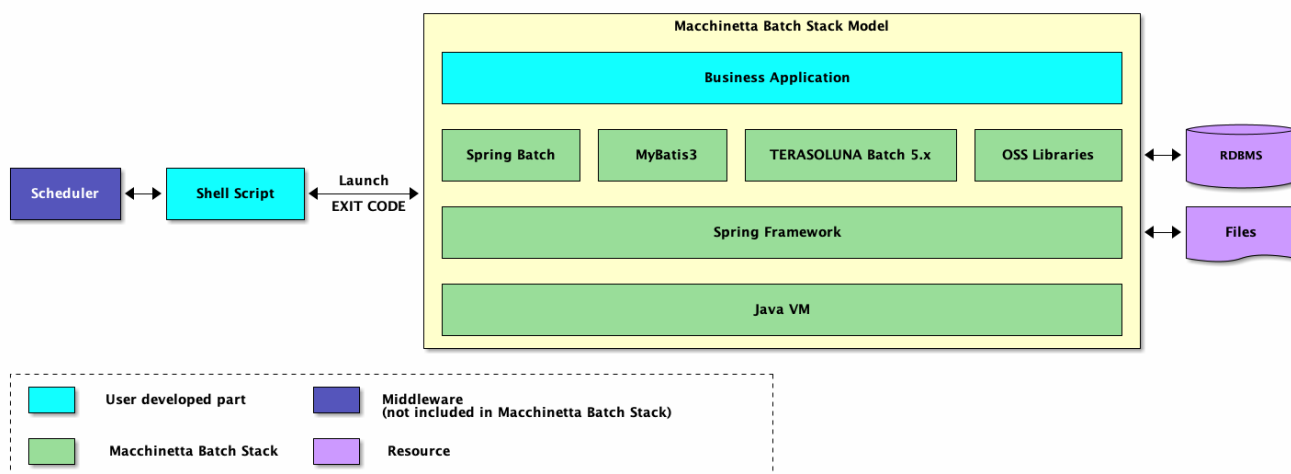 Macchinetta Batch Stack Model
Business Application
Spring Batch
MyBatis3
TERASOLUNA Batch 5.x
OSS Libraries
RDBMS
Scheduler
Shell Script
Launch
EXIT CODE
Spring Framework
Files
Java VM
User developed part
Middleware
(not included in Macchinetta Batch Stack)
Macchinetta Batch Stack
Resource